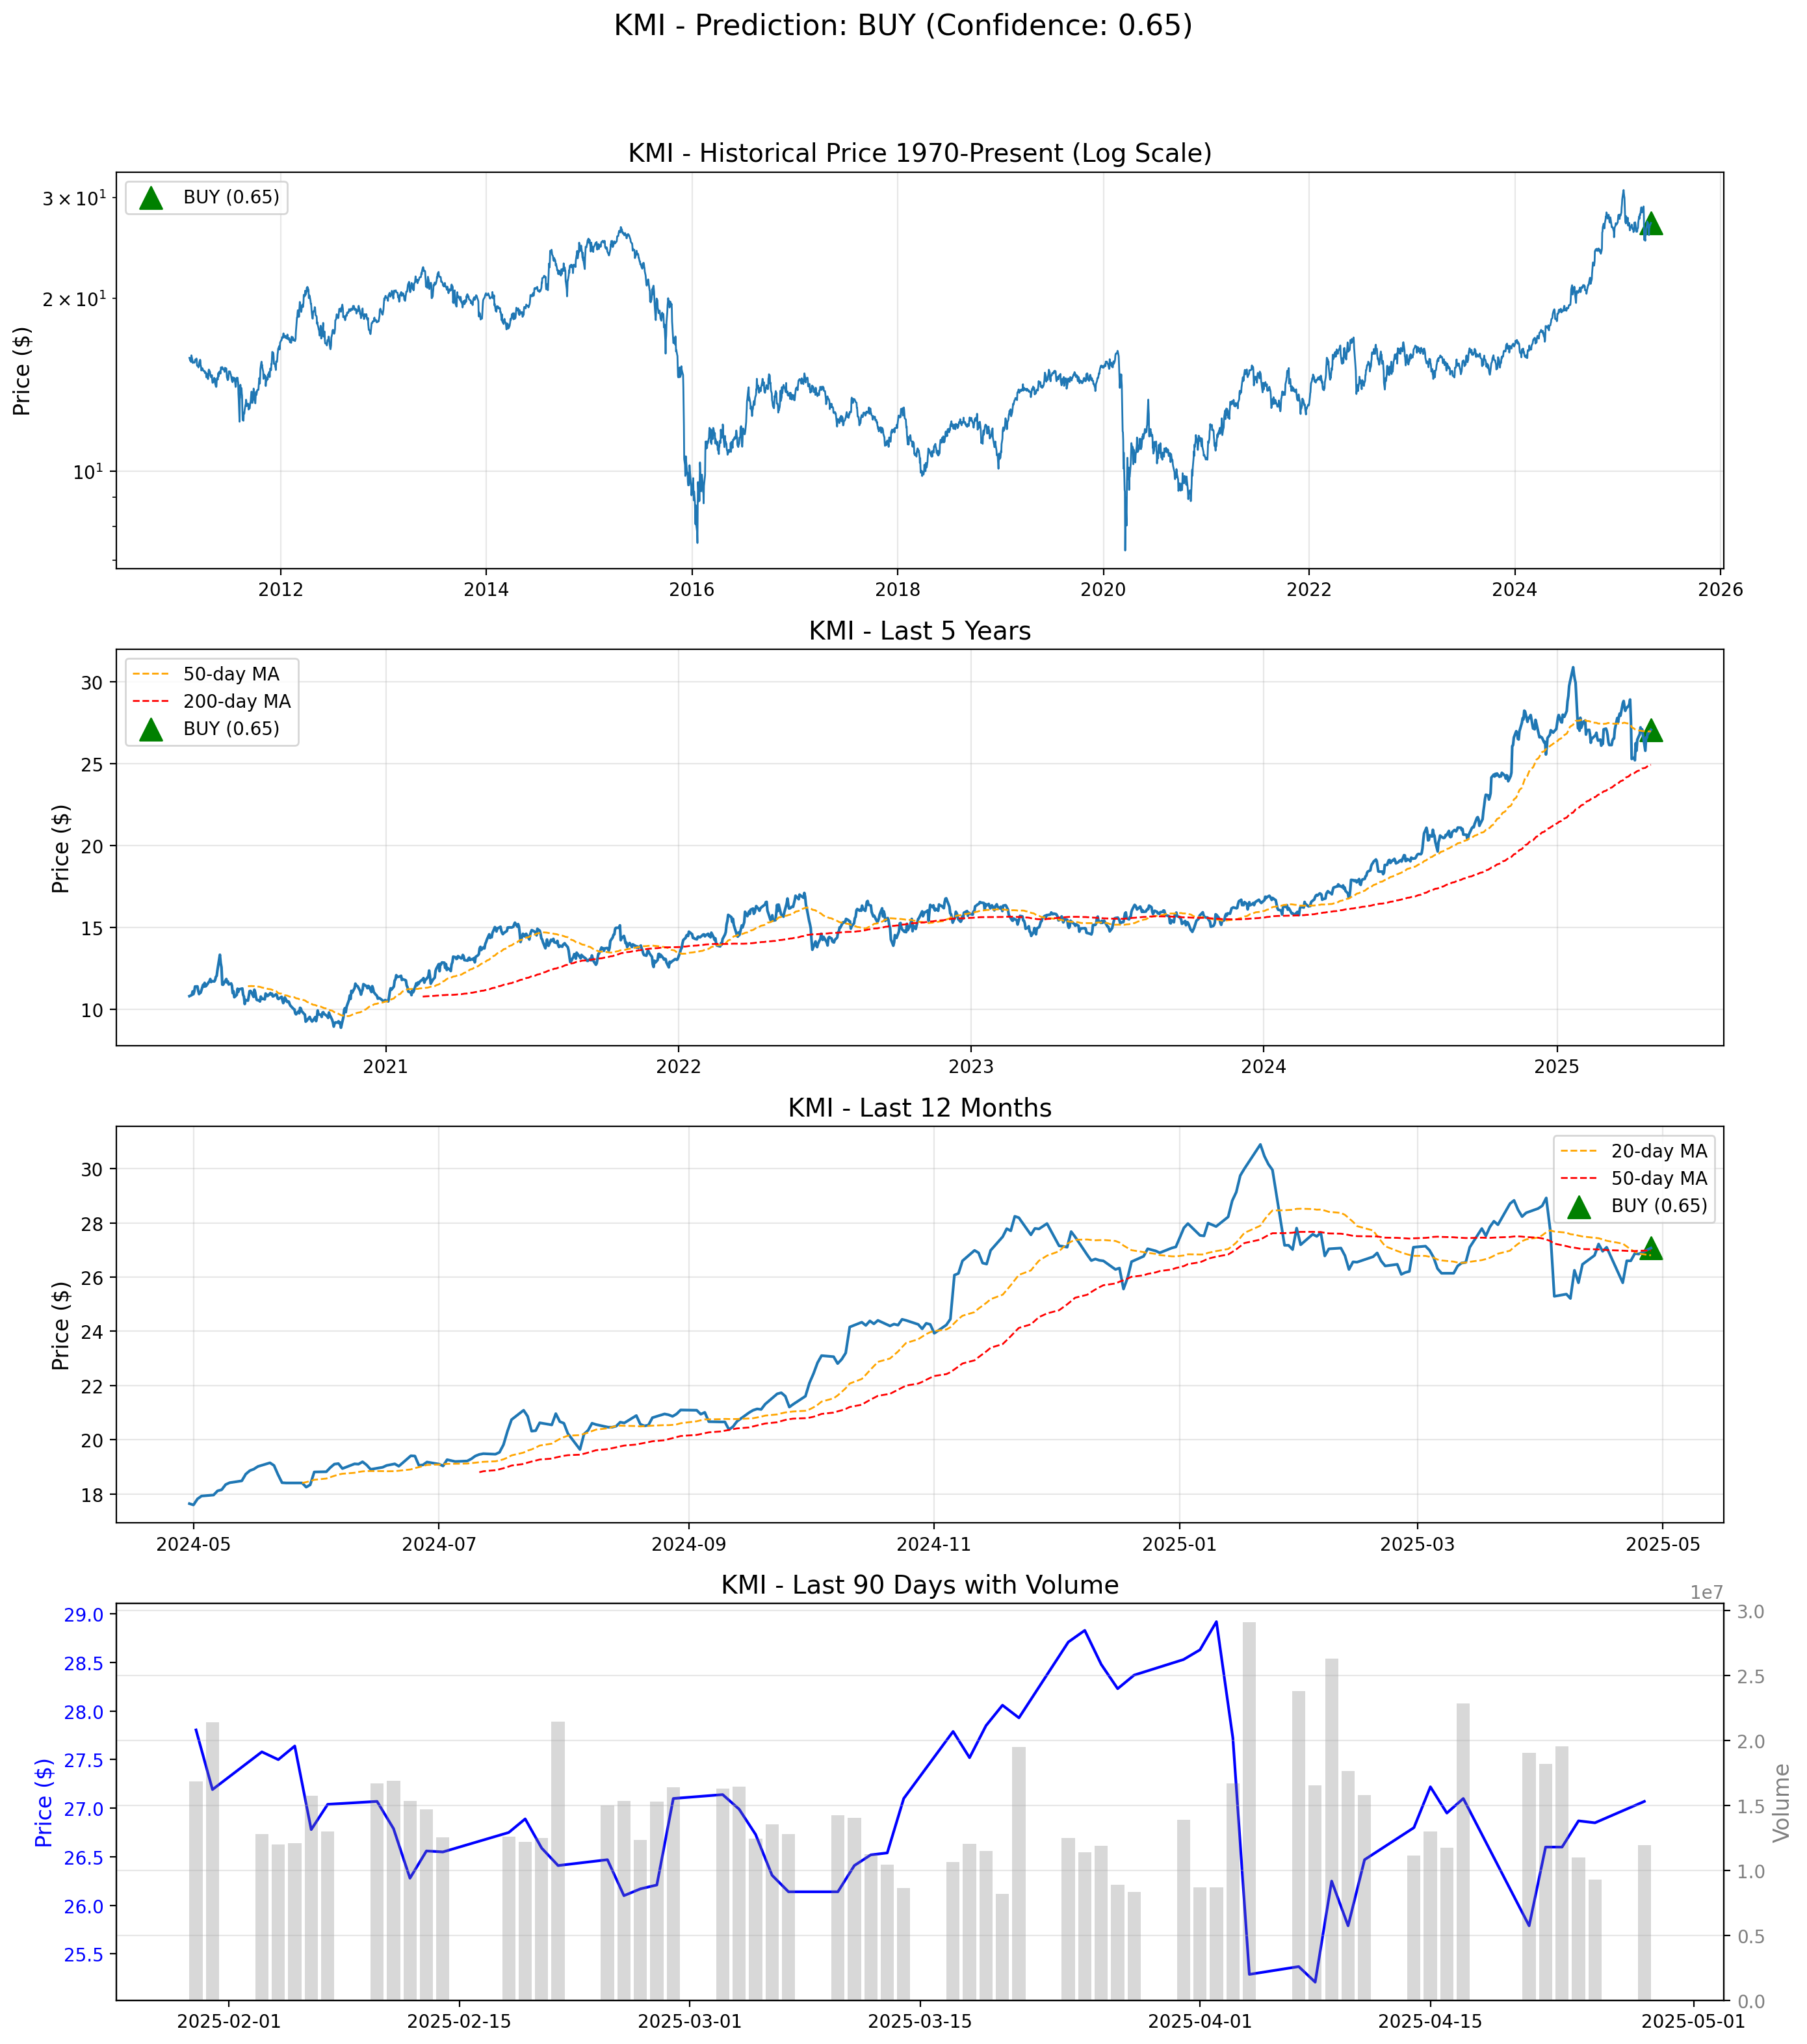 KMI - Prediction: BUY (Confidence: 0.65)
KMI - Historical Price 1970-Present (Log Scale)
BUY (0.65)
Price ($)
3 × 10¹
2 × 10¹
10¹
2012 2014 2016 2018 2020 2022 2024 2026
KMI - Last 5 Years
50-day MA
200-day MA
BUY (0.65)
Price ($)
30
25
20
15
10
2021 2022 2023 2024 2025
KMI - Last 12 Months
20-day MA
50-day MA
BUY (0.65)
Price ($)
30
28
26
24
22
20
18
2024-05 2024-07 2024-09 2024-11 2025-01 2025-03 2025-05
KMI - Last 90 Days with Volume
1e7
Price ($)
29.0
28.5
28.0
27.5
27.0
26.5
26.0
25.5
3.0
2.5
2.0
1.5
1.0
0.5
0.0
Volume
2025-02-01 2025-02-15 2025-03-01 2025-03-15 2025-04-01 2025-04-15 2025-05-01